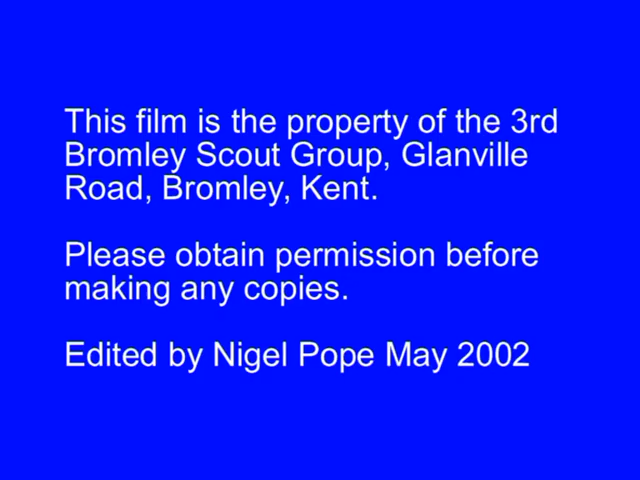 This film is the property of the 3rd
Bromley Scout Group, Glanville
Road, Bromley, Kent.
Please obtain permission before
making any copies.
Edited by Nigel Pope May 2002